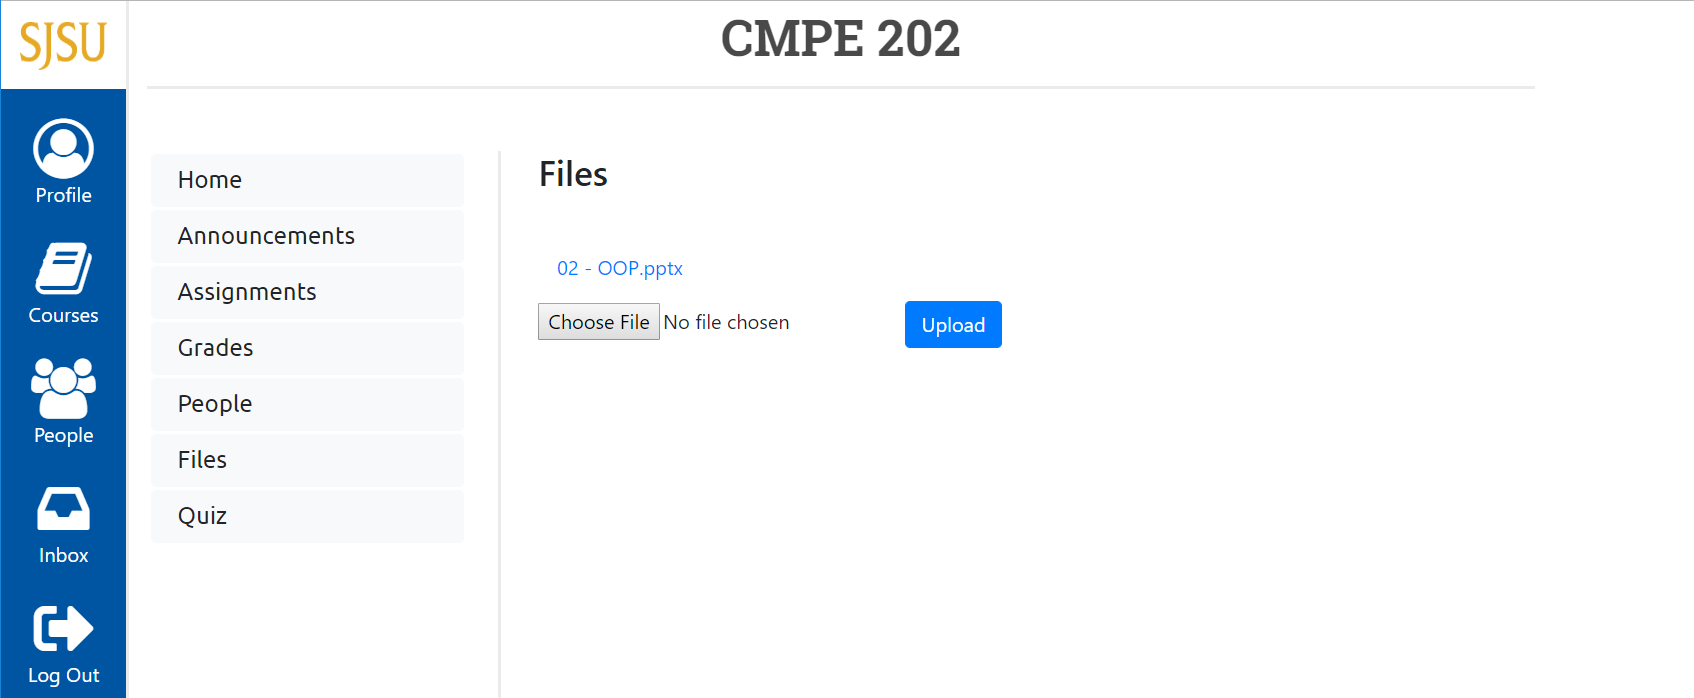 SJSU
CMPE 202
Profile
Courses
People
Inbox
Log Out
Home
Announcements
Assignments
Grades
People
Files
Quiz
Files
02 - OOP.pptx
Choose File No file chosen
Upload